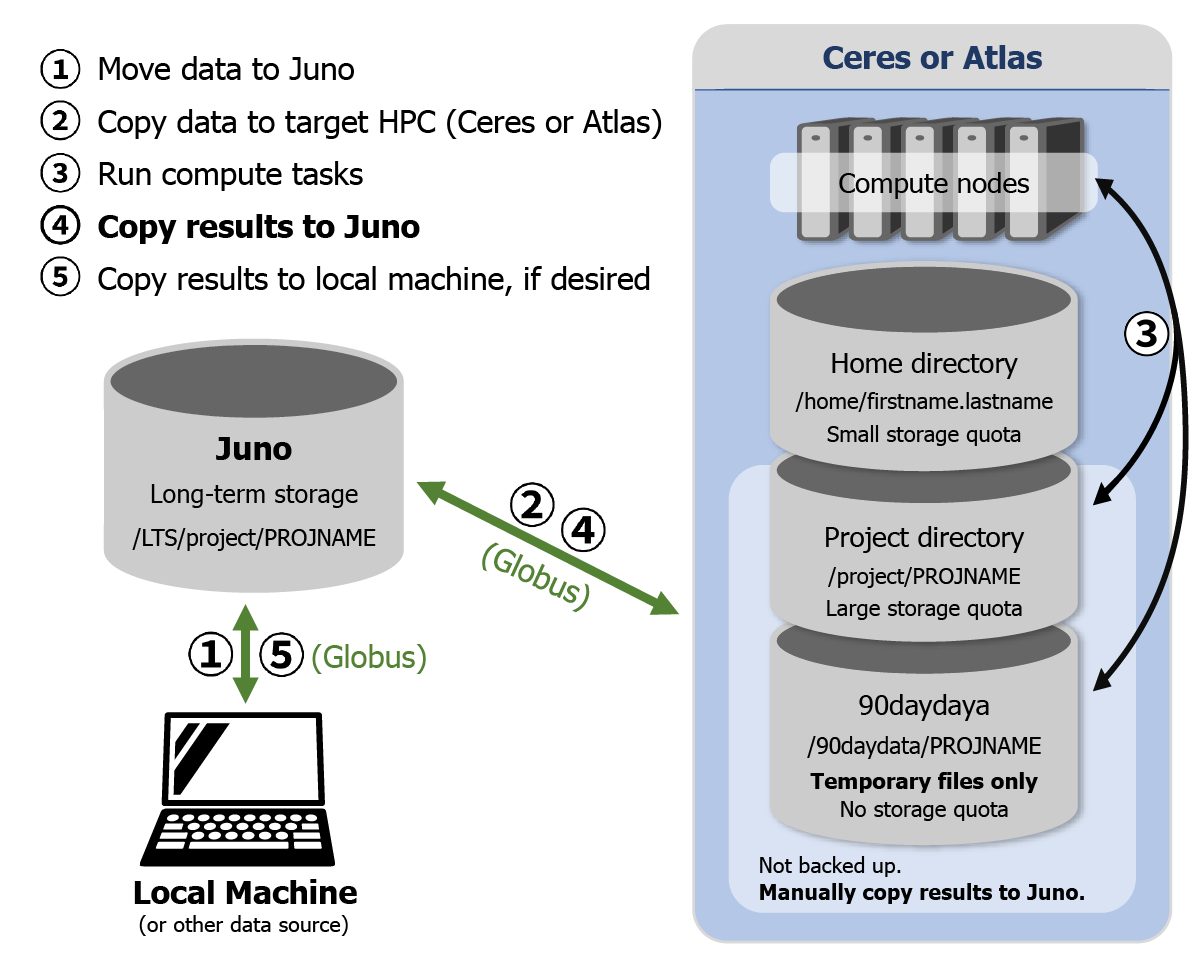 ① Move data to Juno
② Copy data to target HPC (Ceres or Atlas)
③ Run compute tasks
④ Copy results to Juno
⑤ Copy results to local machine, if desired
Juno
Long-term storage
/LTS/project/PROJNAME
② ④
(Globus)
① ⑤ (Globus)
Local Machine
(or other data source)
Ceres or Atlas
Compute nodes
③
Home directory
/home/firstname.lastname
Small storage quota
Project directory
/project/PROJNAME
Large storage quota
90daydaya
/90daydata/PROJNAME
Temporary files only
No storage quota
Not backed up.
Manually copy results to Juno.